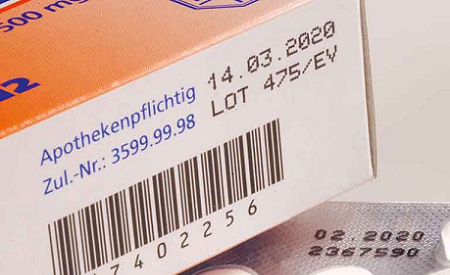 500 mg
14.03.2020
LOT 475/EV
Apothekenpflichtig
Zul.-Nr.: 3599.99.98
7402256
02.2020
2367590